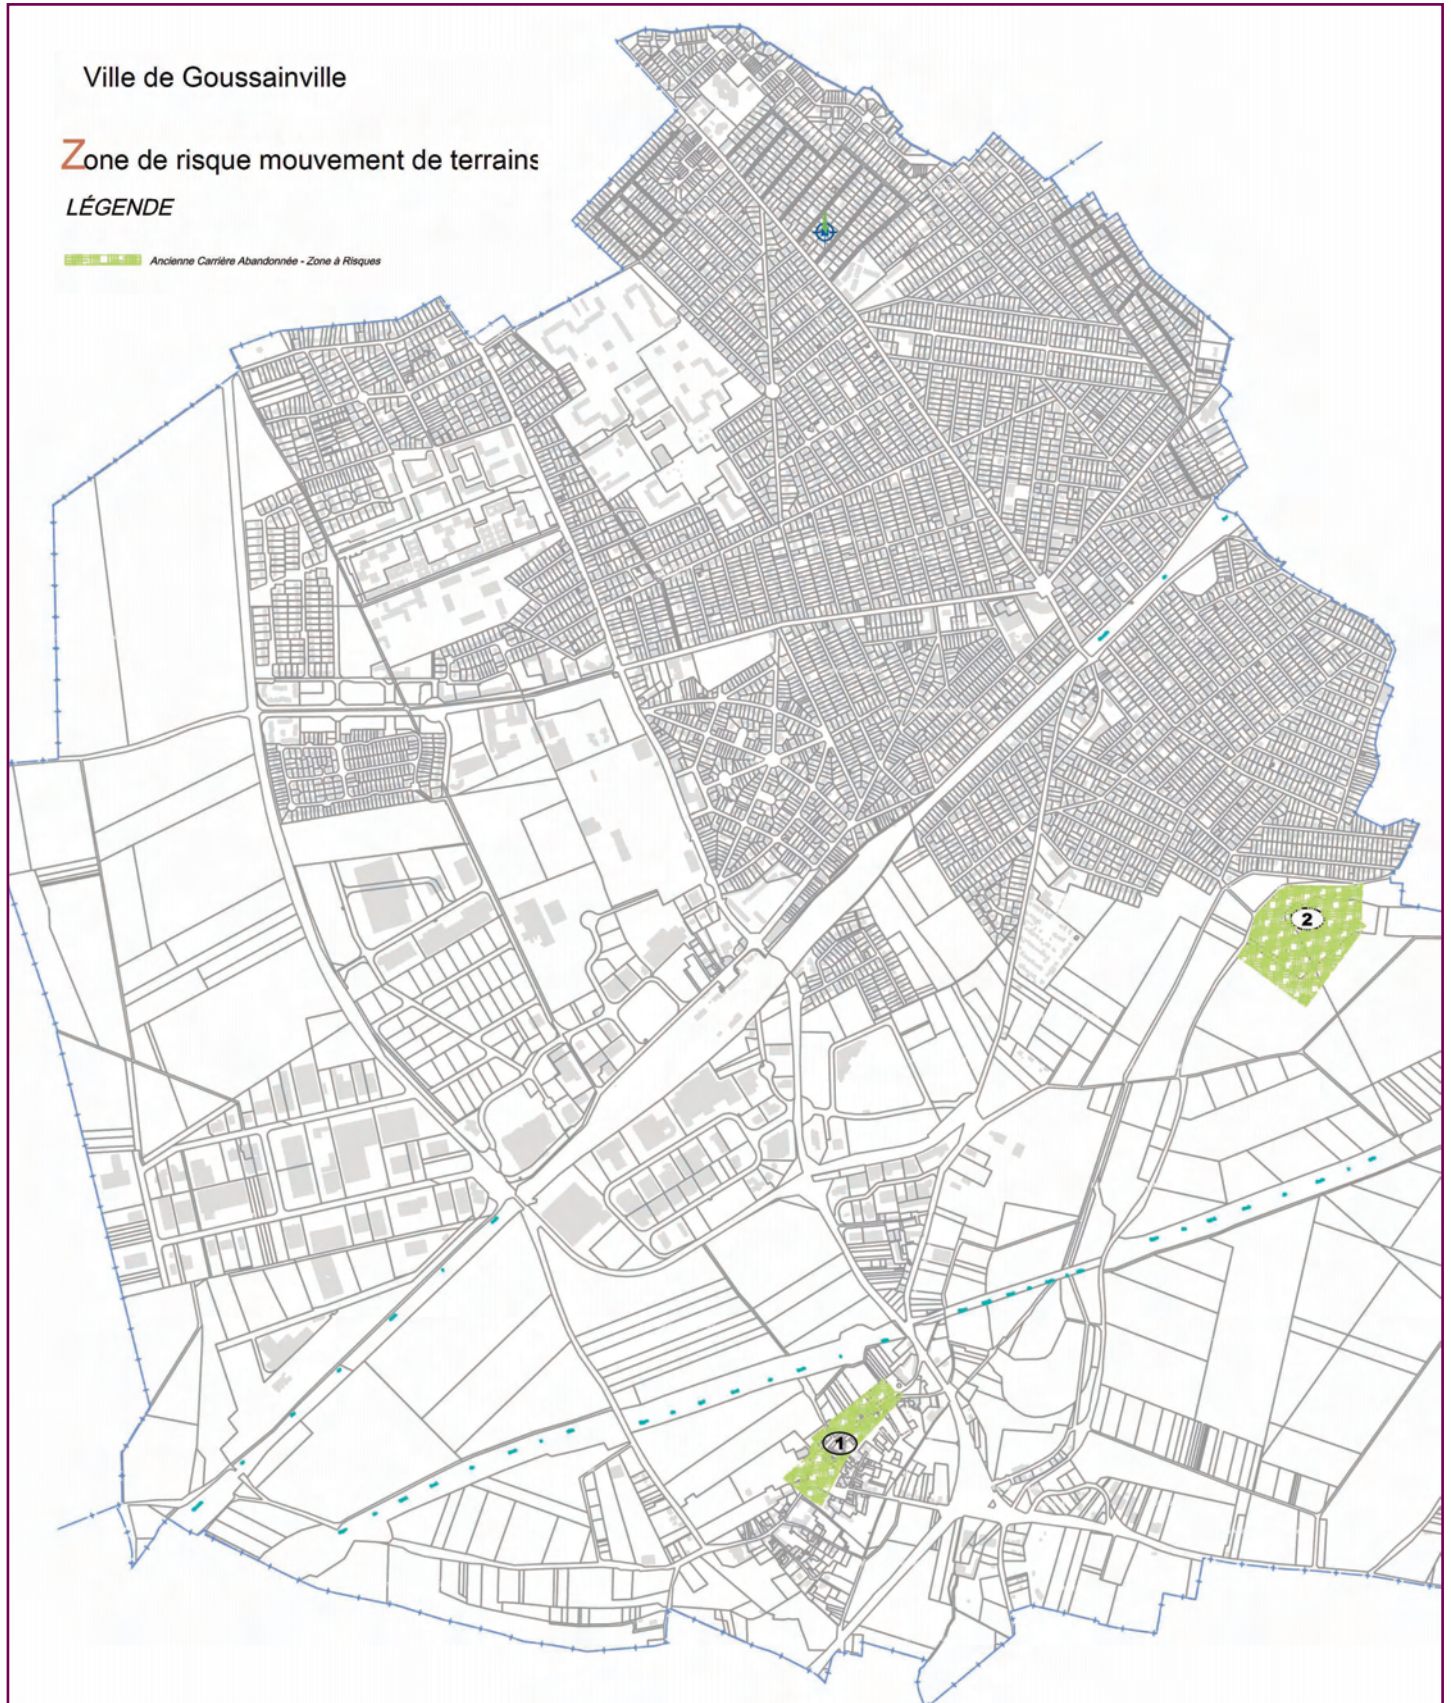 Ville de Goussainville
Zone de risque mouvement de terrains
LÉGENDE
Ancienne Carrière Abandonnée - Zone à Risques
2
1